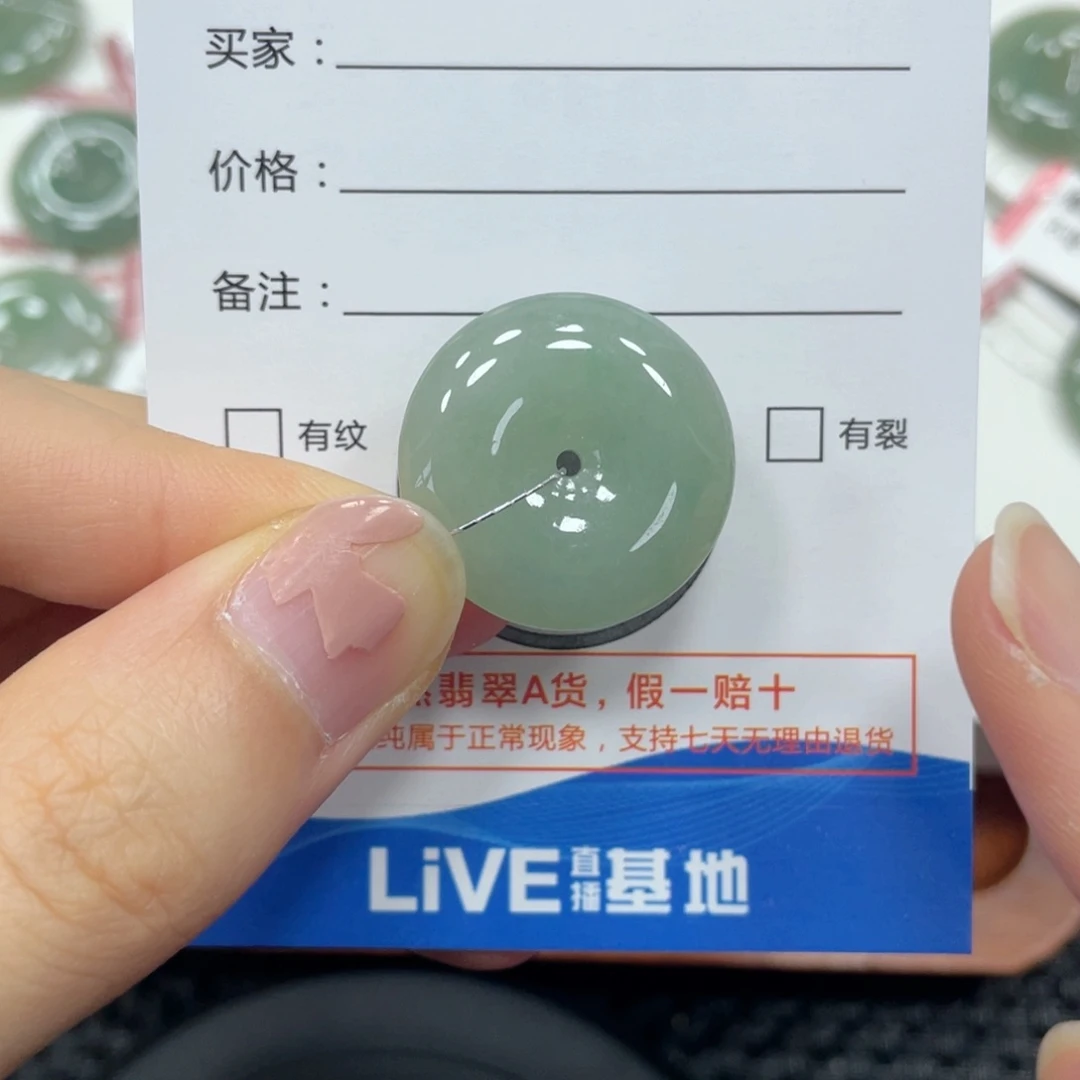 买家：
价格：
备注：
有纹
有裂
翡翠A货，假一赔十
纯属于正常现象，支持七天无理由退货
LiVE直播基地